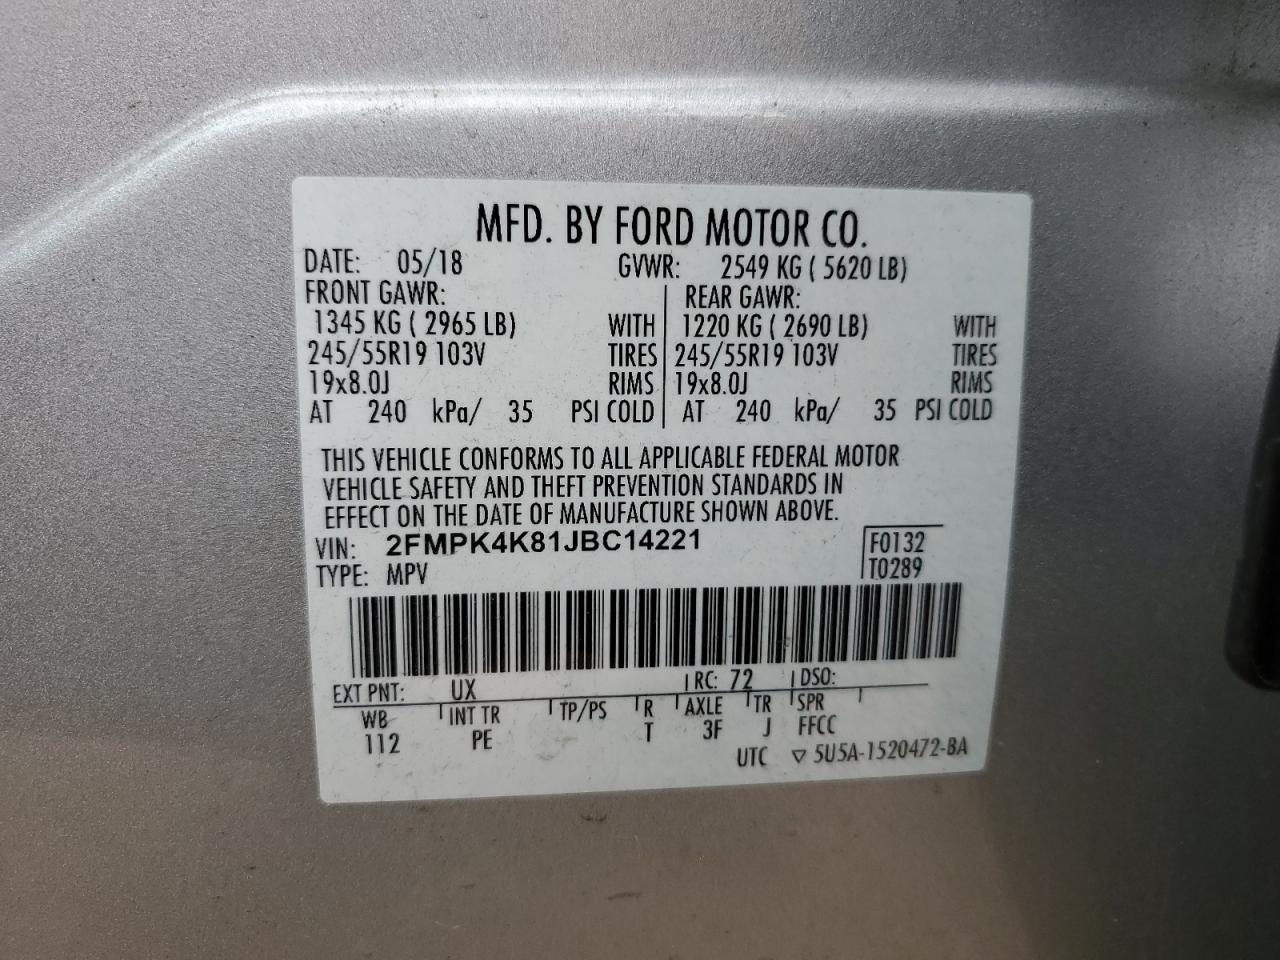 MFD. BY FORD MOTOR CO.
DATE: 05/18 GVWR: 2549 KG ( 5620 LB)
FRONT GAWR: REAR GAWR:
1345 KG ( 2965 LB) WITH 1220 KG ( 2690 LB) WITH
245/55R19 103V TIRES 245/55R19 103V TIRES
19x8.0J RIMS 19x8.0J RIMS
AT 240 kPa/ 35 PSI COLD AT 240 kPa/ 35 PSI COLD
THIS VEHICLE CONFORMS TO ALL APPLICABLE FEDERAL MOTOR
VEHICLE SAFETY AND THEFT PREVENTION STANDARDS IN
EFFECT ON THE DATE OF MANUFACTURE SHOWN ABOVE.
VIN: 2FMPK4K81JBC14221 F0132
TYPE: MPV T0289
EXT PNT: UX RC: 72 DSO:
WB INT TR TP/PS R AXLE TR SPR
112 PE T 3F J FFCC
UTC ▽ 5U5A-1520472-BA